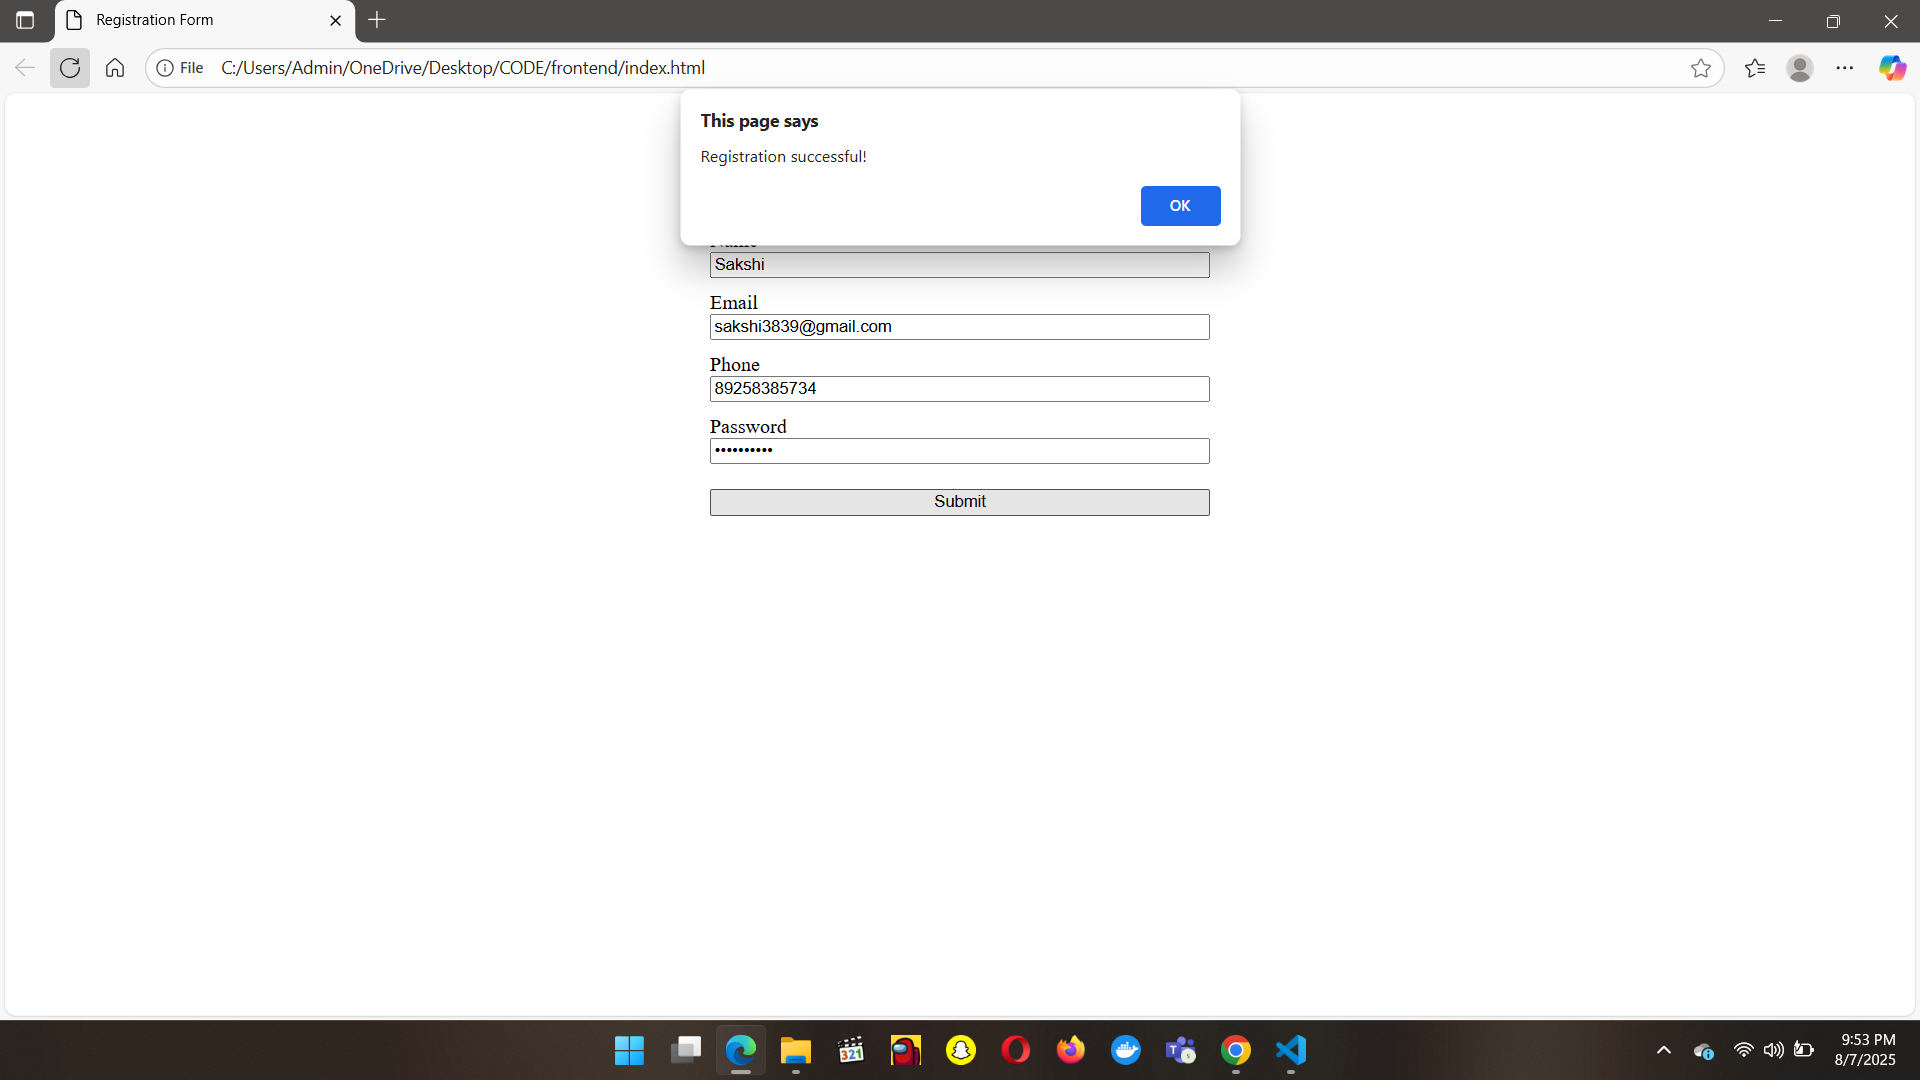 Registration Form
File C:/Users/Admin/OneDrive/Desktop/CODE/frontend/index.html
This page says
Registration successful!
OK
Sakshi
Email
sakshi3839@gmail.com
Phone
89258385734
Password
••••••••••
Submit
321
T
S
9:53 PM
8/7/2025